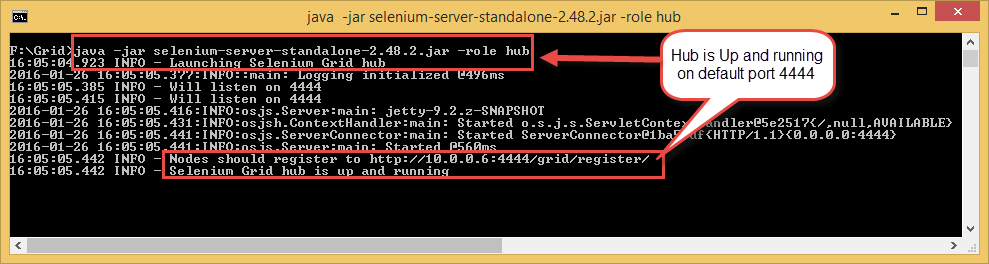 java -jar selenium-server-standalone-2.48.2.jar -role hub
F:\Grid>java -jar selenium-server-standalone-2.48.2.jar -role hub
16:05:04.923 INFO - Launching Selenium Grid hub
2016-01-26 16:05:05.377:INFO::main: Logging initialized @496ms
16:05:05.385 INFO - Will listen on 4444
16:05:05.415 INFO - Will listen on 4444
2016-01-26 16:05:05.416:INFO:osjs.Server:main: jetty-9.2.z-SNAPSHOT
2016-01-26 16:05:05.431:INFO:osjsh.ContextHandler:main: Started o.s.j.s.ServletContextHandler@5e2517{/,null,AVAILABLE}
2016-01-26 16:05:05.441:INFO:osjs.ServerConnector:main: Started {HTTP/1.1}{0.0.0.0:4444}
2016-01-26 16:05:05.441:INFO:osjs.Server:main: Started @560ms
16:05:05.442 INFO - Nodes should register to http://10.0.0.6:4444/grid/register/
16:05:05.442 INFO - Selenium Grid hub is up and running
Hub is Up and running
on default port 4444